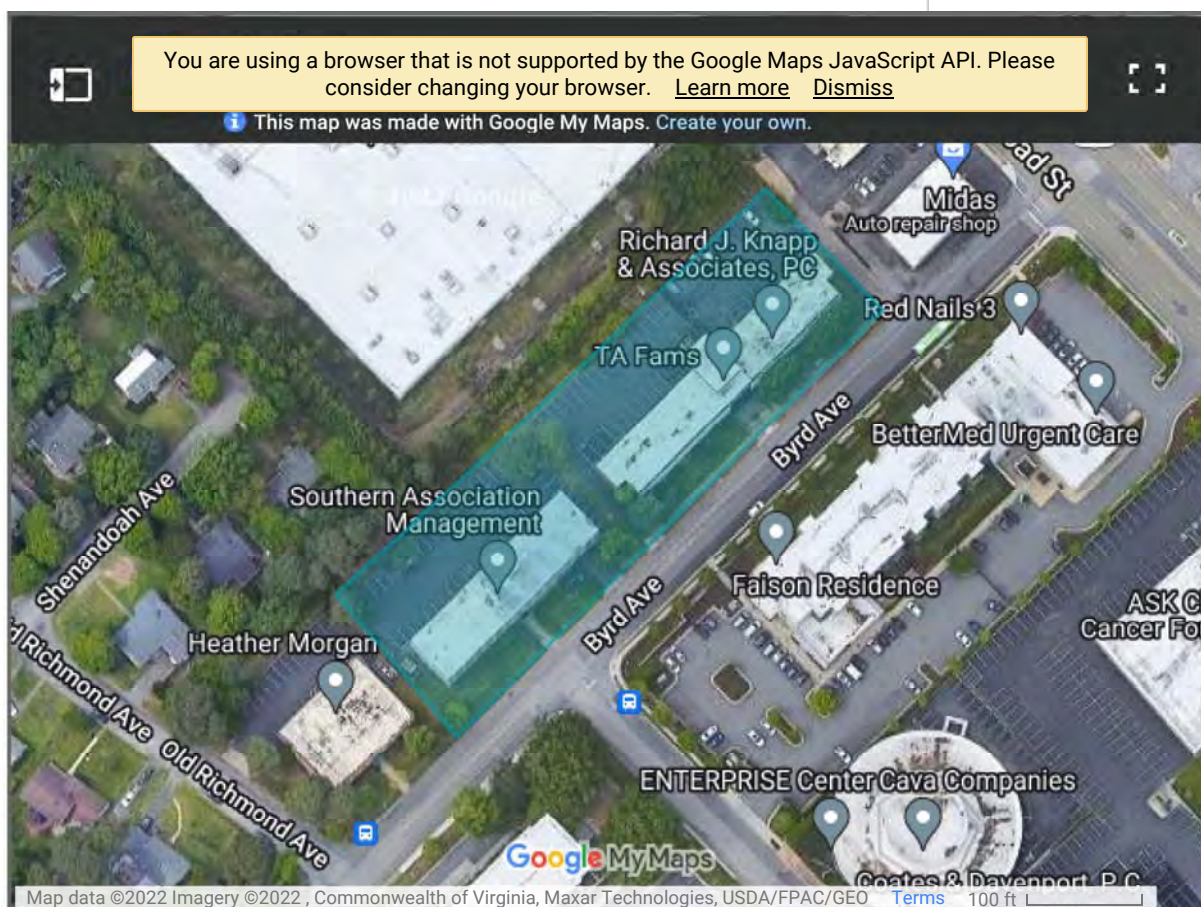 You are using a browser that is not supported by the Google Maps JavaScript API. Please
consider changing your browser. Learn more Dismiss
This map was made with Google My Maps. Create your own.
Midas
Auto repair shop
Richard J. Knapp
& Associates, PC
Red Nails 3
TA Fams
Byrd Ave
BetterMed Urgent Care
Southern Association
Management
Shenandoah Ave
Faison Residence
Byrd Ave
Heather Morgan
Richmond Ave
Old Richmond Ave
ENTERPRISE Center
Cava Companies
Google My Maps
Coates & Davenport, P.C.
Map data ©2022 Imagery ©2022 , Commonwealth of Virginia, Maxar Technologies, USDA/FPAC/GEO Terms 100 ft